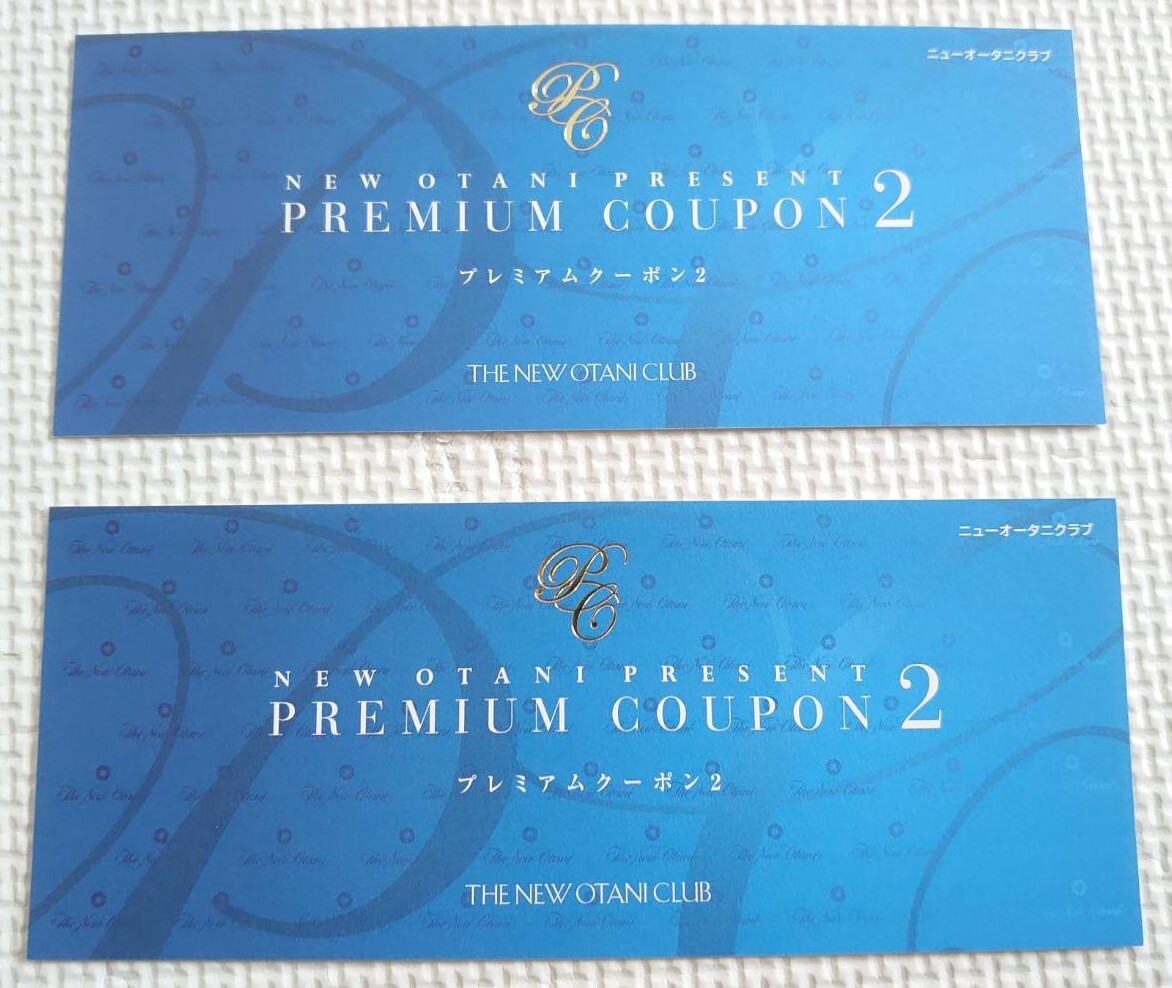 ニューオータニクラブ
PC
NEW OTANI PRESENT
PREMIUM COUPON 2
プレミアムクーポン2
THE NEW OTANI CLUB
ニューオータニクラブ
PC
NEW OTANI PRESENT
PREMIUM COUPON 2
プレミアムクーポン2
THE NEW OTANI CLUB